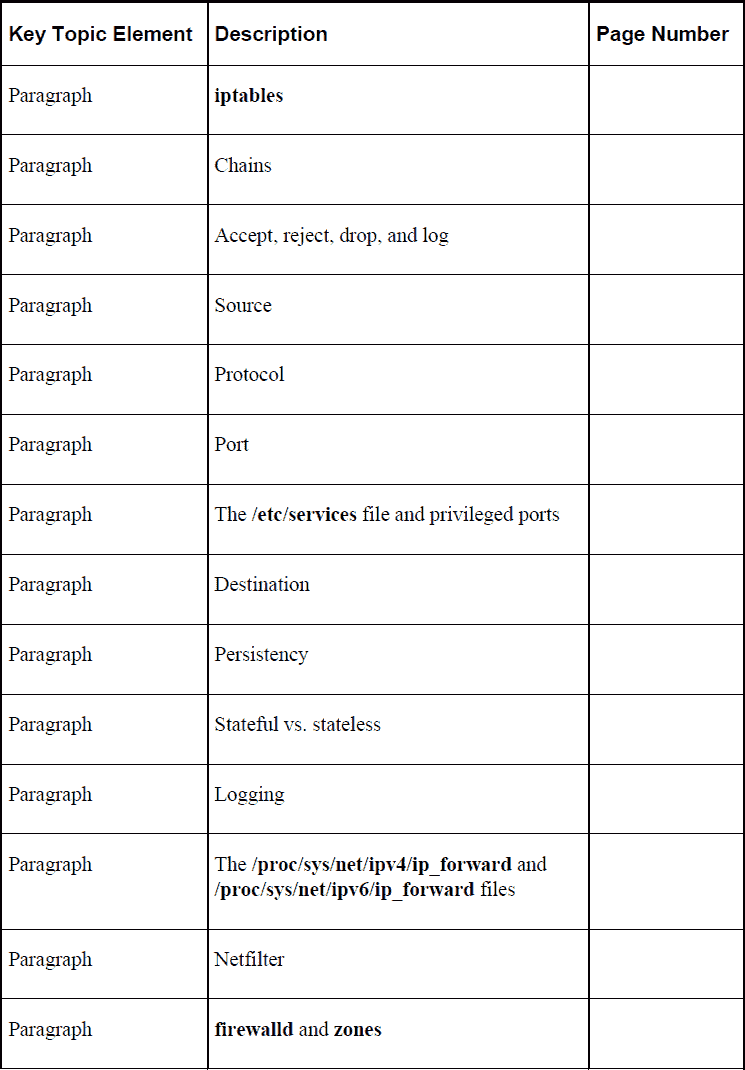 Key Topic Element Description Page Number
Paragraph iptables
Paragraph Chains
Paragraph Accept, reject, drop, and log
Paragraph Source
Paragraph Protocol
Paragraph Port
Paragraph The /etc/services file and privileged ports
Paragraph Destination
Paragraph Persistency
Paragraph Stateful vs. stateless
Paragraph Logging
Paragraph The /proc/sys/net/ipv4/ip_forward and
/proc/sys/net/ipv6/ip_forward files
Paragraph Netfilter
Paragraph firewalld and zones